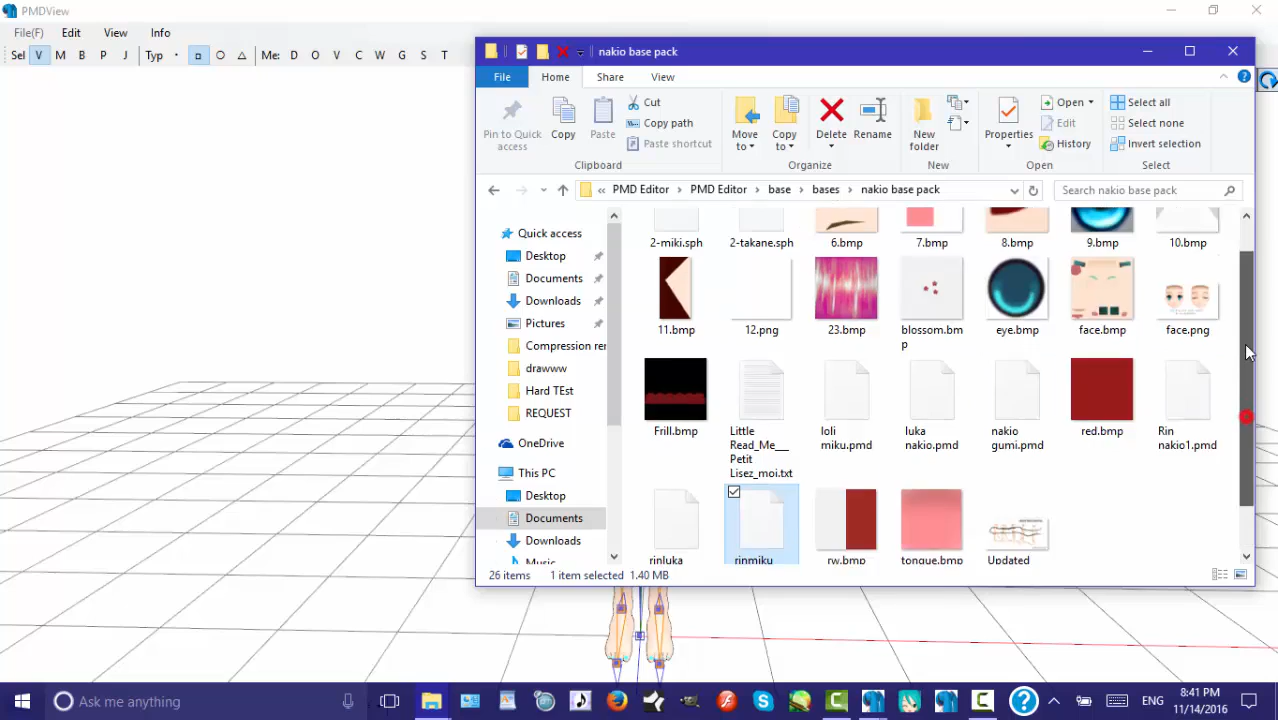 PMDView
File(F) Edit View Info
Sel V M B P J Typ Me: D O V C W G S T
nakio base pack
File Home Share View
Pin to Quick access
Copy
Paste
Cut
Copy path
Paste shortcut
Clipboard
Move to
Copy to
Delete
Rename
Organize
New folder
New
Properties
Open
Edit
History
Open
Select all
Select none
Invert selection
Select
« PMD Editor > PMD Editor > base > bases > nakio base pack
Search nakio base pack
Quick access
Desktop
Documents
Downloads
Pictures
Compression rer
drawww
Hard TEst
REQUEST
OneDrive
This PC
Desktop
Documents
Downloads
Music
2-miki.sph 2-takane.sph 6.bmp 7.bmp 8.bmp 9.bmp 10.bmp
11.bmp 12.png 23.bmp blossom.bm eye.bmp face.bmp face.png
p
Frill.bmp Little loli luka nakio red.bmp Rin
Read_Me___ miku.pmd nakio.pmd gumi.pmd nakio1.pmd
Petit
Lisez_moi.txt
rinluka rinmiku rw.bmp tongue.bmp Updated
26 items 1 item selected 1.40 MB
Ask me anything
ENG
8:41 PM
11/14/2016